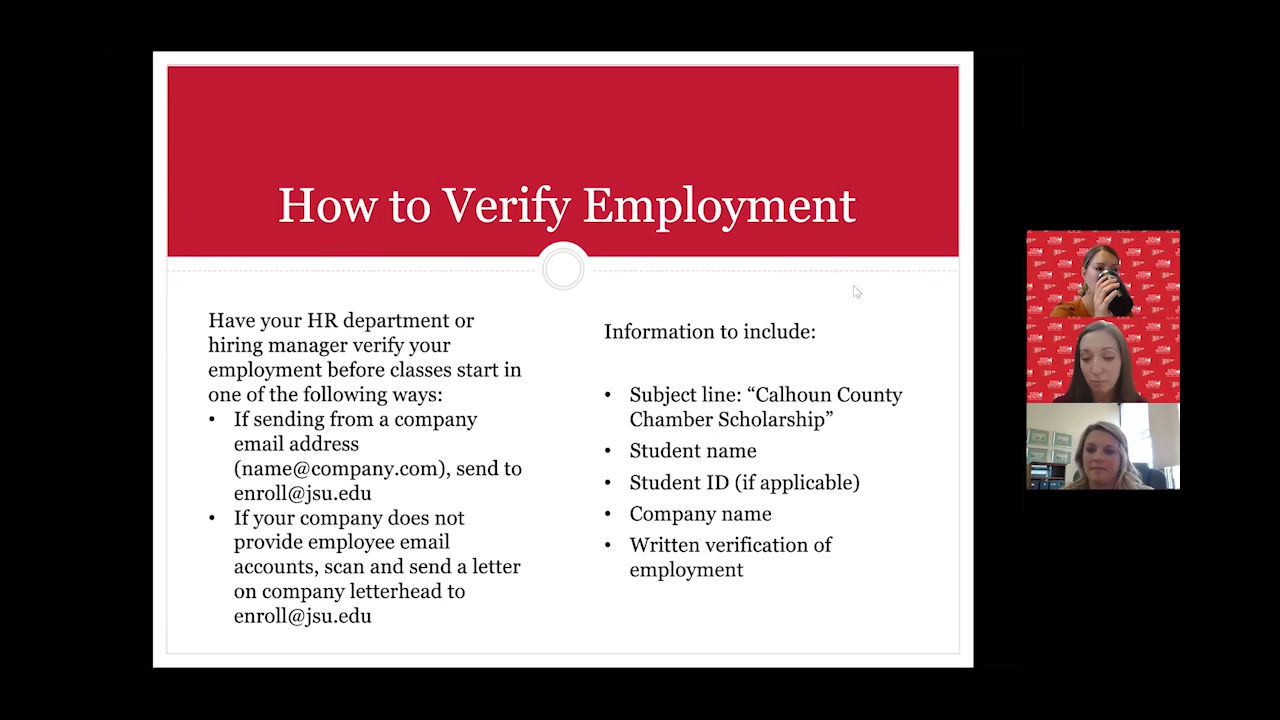 How to Verify Employment
Have your HR department or
hiring manager verify your
employment before classes start in
one of the following ways:
• If sending from a company
email address
(name@company.com), send to
enroll@jsu.edu
• If your company does not
provide employee email
accounts, scan and send a letter
on company letterhead to
enroll@jsu.edu
Information to include:
• Subject line: “Calhoun County
Chamber Scholarship”
• Student name
• Student ID (if applicable)
• Company name
• Written verification of
employment